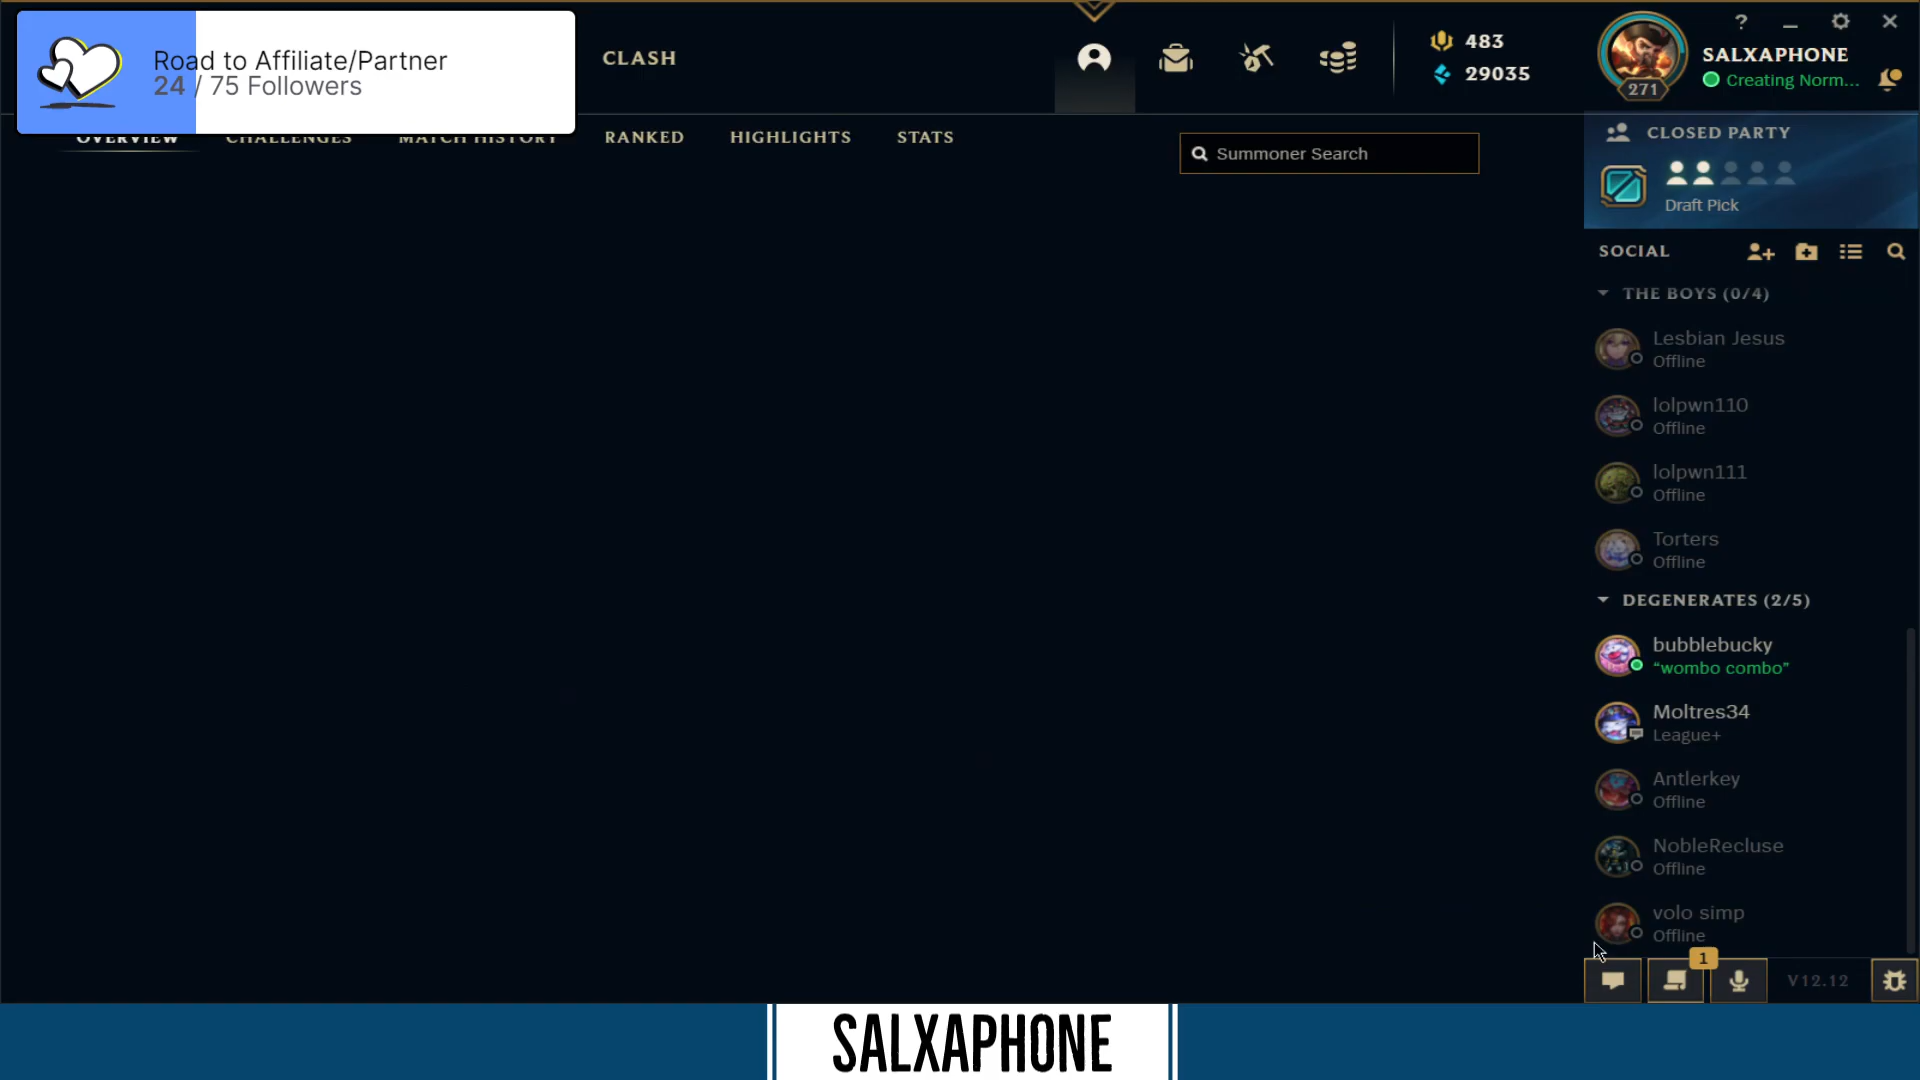 Road to Affiliate/Partner
24 / 75 Followers
CLASH
483
29035
271
SALXAPHONE
Creating Norm...
OVERVIEW
CHALLENGES
MATCH HISTORY
RANKED
HIGHLIGHTS
STATS
Summoner Search
CLOSED PARTY
Draft Pick
SOCIAL
THE BOYS (0/4)
Lesbian Jesus
Offline
lolpwn110
Offline
lolpwn111
Offline
Torters
Offline
DEGENERATES (2/5)
bubblebucky
“wombo combo”
Moltres34
League+
Antlerkey
Offline
NobleRecluse
Offline
volo simp
Offline
1
V12.12
SALXAPHONE